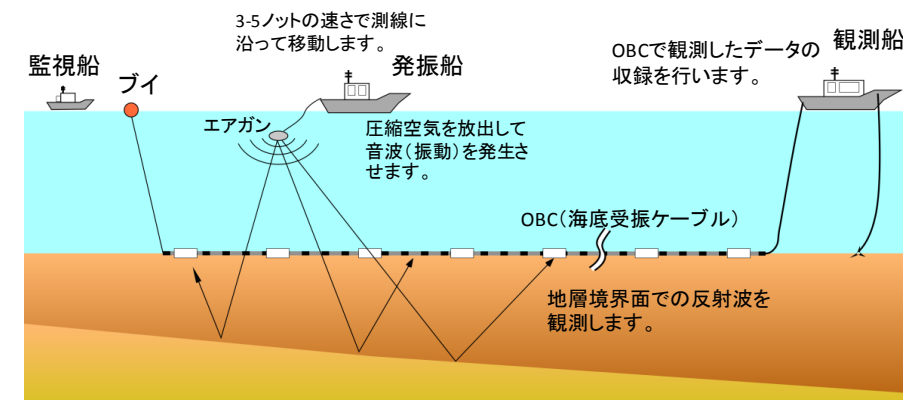 3-5ノットの速さで測線に
沿って移動します。
監視船
ブイ
発振船
OBCで観測したデータの
収録を行います。
観測船
エアガン
圧縮空気を放出して
音波（振動）を発生さ
せます。
OBC（海底受振ケーブル）
地層境界面での反射波を
観測します。